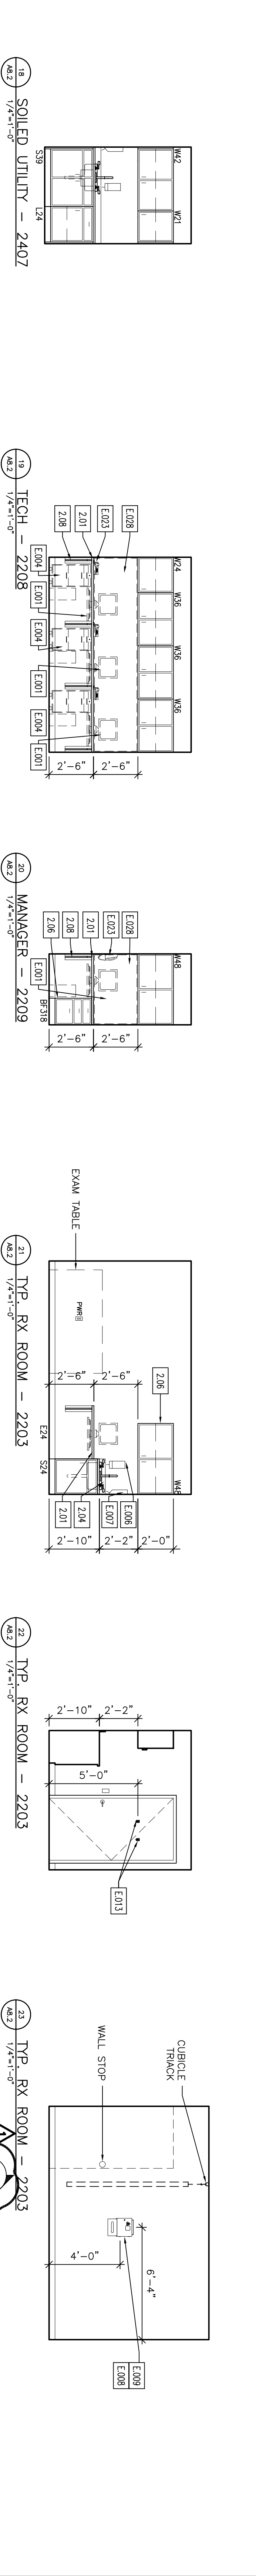 W42
W21
S39
L24
18
A8.2
SOILED UTILITY - 2407
1/4"=1'-0"
W24
W36
W36
W36
E.028
E.023
2.01
2.08
E.004
E.001
E.004
E.001
E.004
E.001
2'-6"
2'-6"
19
A8.2
TECH - 2208
1/4"=1'-0"
W48
E.028
E.023
2.01
2.08
2.06
E.001
BF318
2'-6"
2'-6"
20
A8.2
MANAGER - 2209
1/4"=1'-0"
EXAM TABLE
PWR
2.06
W48
2'-6"
2'-6"
E24
S24
E.006
E.007
2.04
2.01
2'-0"
2'-2"
2'-10"
21
A8.2
TYP. RX ROOM - 2203
1/4"=1'-0"
2'-2"
2'-10"
5'-0"
E.013
22
A8.2
TYP. RX ROOM - 2203
1/4"=1'-0"
CUBICLE
TRIACK
WALL STOP
6'-4"
4'-0"
E.009
E.008
23
A8.2
TYP. RX ROOM - 2203
1/4"=1'-0"
1